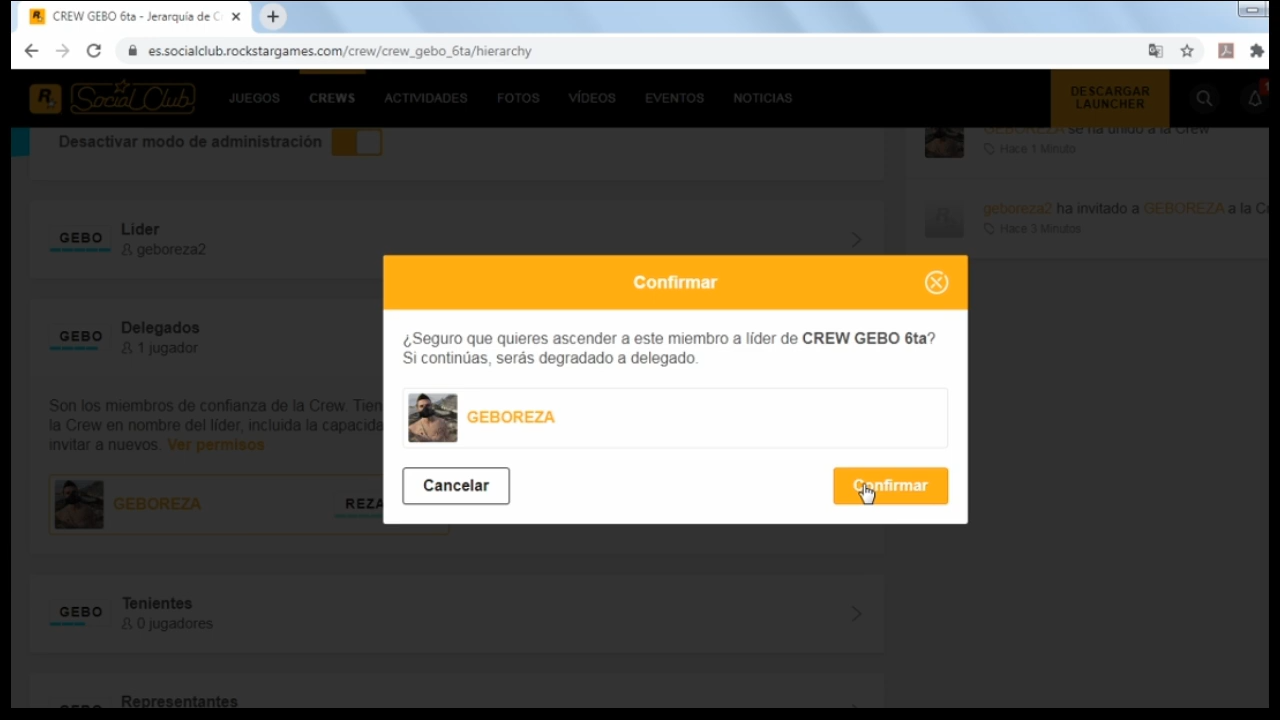 CREW GEBO 6ta - Jerarquía de C
es.socialclub.rockstargames.com/crew/crew_gebo_6ta/hierarchy
Social Club
JUEGOS
CREWS
ACTIVIDADES
FOTOS
VÍDEOS
EVENTOS
NOTICIAS
DESCARGAR
LAUNCHER
Desactivar modo de administración
GEBOREZA se ha unido a la Crew
Hace 1 Minuto
geboreza2 ha invitado a GEBOREZA a la
Hace 3 Minutos
GEBO
Líder
geboreza2
GEBO
Delegados
1 jugador
Son los miembros de confianza de la Crew. Tien
la Crew en nombre del líder, incluida la capacida
invitar a nuevos. Ver permisos
GEBOREZA
REZA
Confirmar
¿Seguro que quieres ascender a este miembro a líder de CREW GEBO 6ta?
Si continúas, serás degradado a delegado.
GEBOREZA
Cancelar
Confirmar
GEBO
Tenientes
0 jugadores
GEBO
Representantes